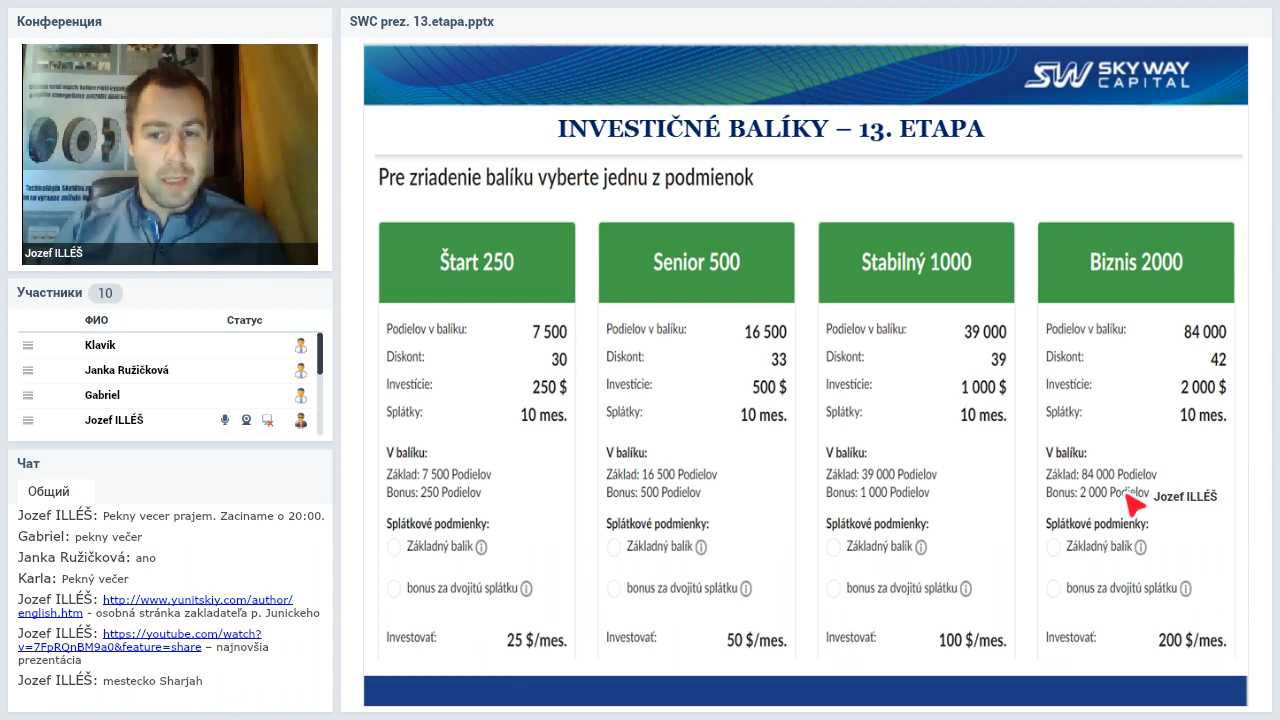 Конференция
Jozef ILLÉŠ
Участники 10
ФИО Статус
Klavík
Janka Ružičková
Gabriel
Jozef ILLÉŠ
Чат
Общий
Jozef ILLÉŠ: Pekny vecer prajem. Zaciname o 20:00.
Gabriel: pekny večer
Janka Ružičková: ano
Karla: Pekný večer
Jozef ILLÉŠ: http://www.yunitskiy.com/author/
english.htm - osobná stránka zakladateľa p. Junickeho
Jozef ILLÉŠ: https://youtube.com/watch?
v=7FpRQnBM9a0&feature=share – najnovšia
prezentácia
Jozef ILLÉŠ: mestecko Sharjah
SWC prez. 13.etapa.pptx
SW SKY WAY
CAPITAL
INVESTIČNÉ BALÍKY – 13. ETAPA
Pre zriadenie balíku vyberte jednu z podmienok
Štart 250
Podielov v balíku: 7 500
Diskont: 30
Investície: 250 $
Splátky: 10 mes.
V balíku:
Základ: 7 500 Podielov
Bonus: 250 Podielov
Splátkové podmienky:
Základný balík
bonus za dvojitú splátku
Investovať: 25 $/mes.
Senior 500
Podielov v balíku: 16 500
Diskont: 33
Investície: 500 $
Splátky: 10 mes.
V balíku:
Základ: 16 500 Podielov
Bonus: 500 Podielov
Splátkové podmienky:
Základný balík
bonus za dvojitú splátku
Investovať: 50 $/mes.
Stabilný 1000
Podielov v balíku: 39 000
Diskont: 39
Investície: 1 000 $
Splátky: 10 mes.
V balíku:
Základ: 39 000 Podielov
Bonus: 1 000 Podielov
Splátkové podmienky:
Základný balík
bonus za dvojitú splátku
Investovať: 100 $/mes.
Biznis 2000
Podielov v balíku: 84 000
Diskont: 42
Investície: 2 000 $
Splátky: 10 mes.
V balíku:
Základ: 84 000 Podielov
Bonus: 2 000 Podielov
Jozef ILLÉŠ
Splátkové podmienky:
Základný balík
bonus za dvojitú splátku
Investovať: 200 $/mes.